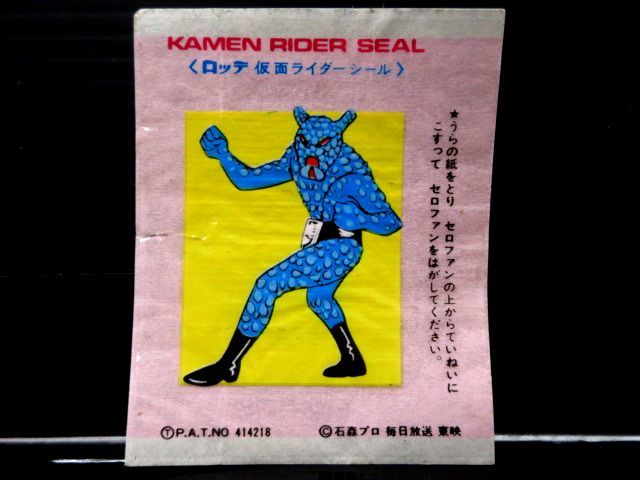 KAMEN RIDER SEAL
〈ロッテ 仮面ライダーシール〉
★うらの紙をとり セロファンの上からていねいに
こすって セロファンをはがしてください。
ⓉP.A.T.NO 414218
©石森プロ 毎日放送 東映